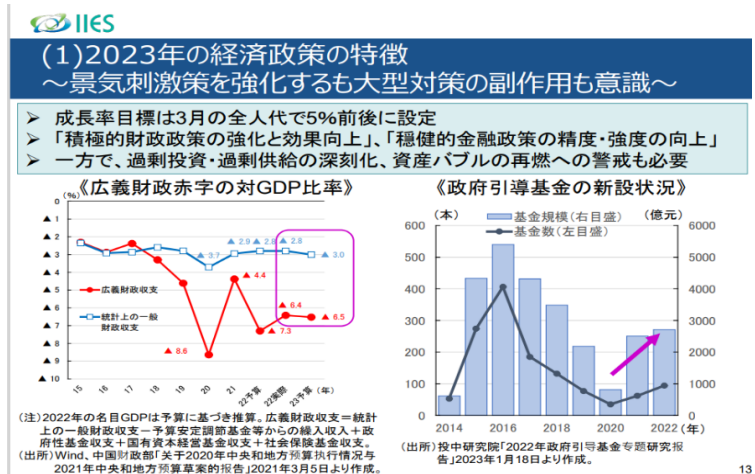 IIES
(1)2023年の経済政策の特徴
～景気刺激策を強化するも大型対策の副作用も意識～
➢ 成長率目標は3月の全人代で5%前後に設定
➢ 「積極的財政政策の強化と効果向上」、「穏健的金融政策の精度・強度の向上」
➢ 一方で、過剰投資・過剰供給の深刻化、資産バブルの再燃への警戒も必要
《広義財政赤字の対GDP比率》
(%)
0
▲ 1
▲ 2
▲ 3
▲ 4
▲ 5
▲ 6
▲ 7
▲ 8
▲ 9
▲ 10
▲ 2.9 ▲ 2.8 ▲ 2.8
▲ 3.7
▲ 3.0
▲ 4.4
▲ 6.4
▲ 6.5
▲ 7.3
▲ 8.6
広義財政収支
統計上の一般
財政収支
15 16 17 18 19 20 21 22予算 22実際 23予算 (年)
(注)2022年の名目GDPは予算に基づき推算。広義財政収支=統計
上の一般財政収支-予算安定調節基金等からの繰入収入+政
府性基金収支+国有資本経営基金収支+社会保険基金収支。
(出所)Wind、中国財政部「关于2020年中央和地方预算执行情况与
2021年中央和地方预算草案的报告」2021年3月5日より作成。
《政府引導基金の新設状況》
(本)
(億元)
基金規模(右目盛)
基金数(左目盛)
600
500
400
300
200
100
0
6000
5000
4000
3000
2000
1000
0
2014 2016 2018 2020 2022 (年)
(出所)投中研究院「2022年政府引导基金专题研究报
告」2023年1月18日より作成。
13